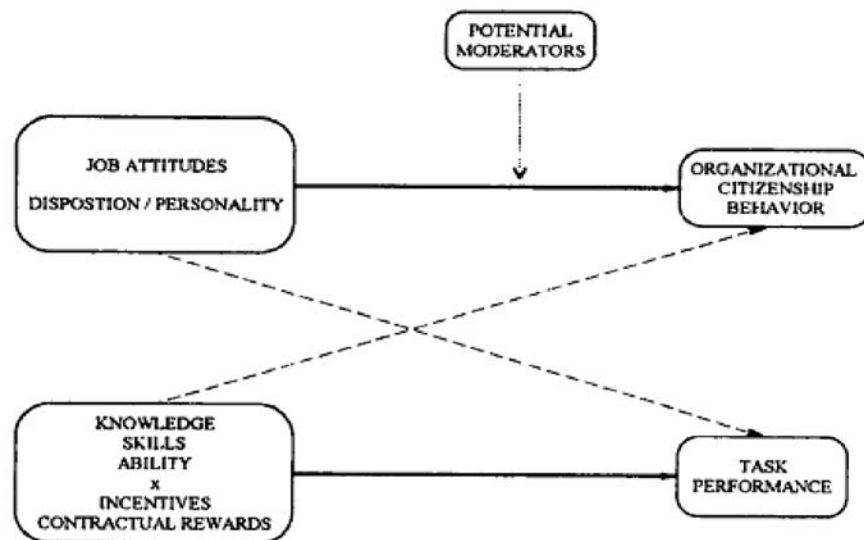 POTENTIAL
MODERATORS
JOB ATTITUDES
DISPOSTION / PERSONALITY
ORGANIZATIONAL
CITIZENSHIP
BEHAVIOR
KNOWLEDGE
SKILLS
ABILITY
x
INCENTIVES
CONTRACTUAL REWARDS
TASK
PERFORMANCE